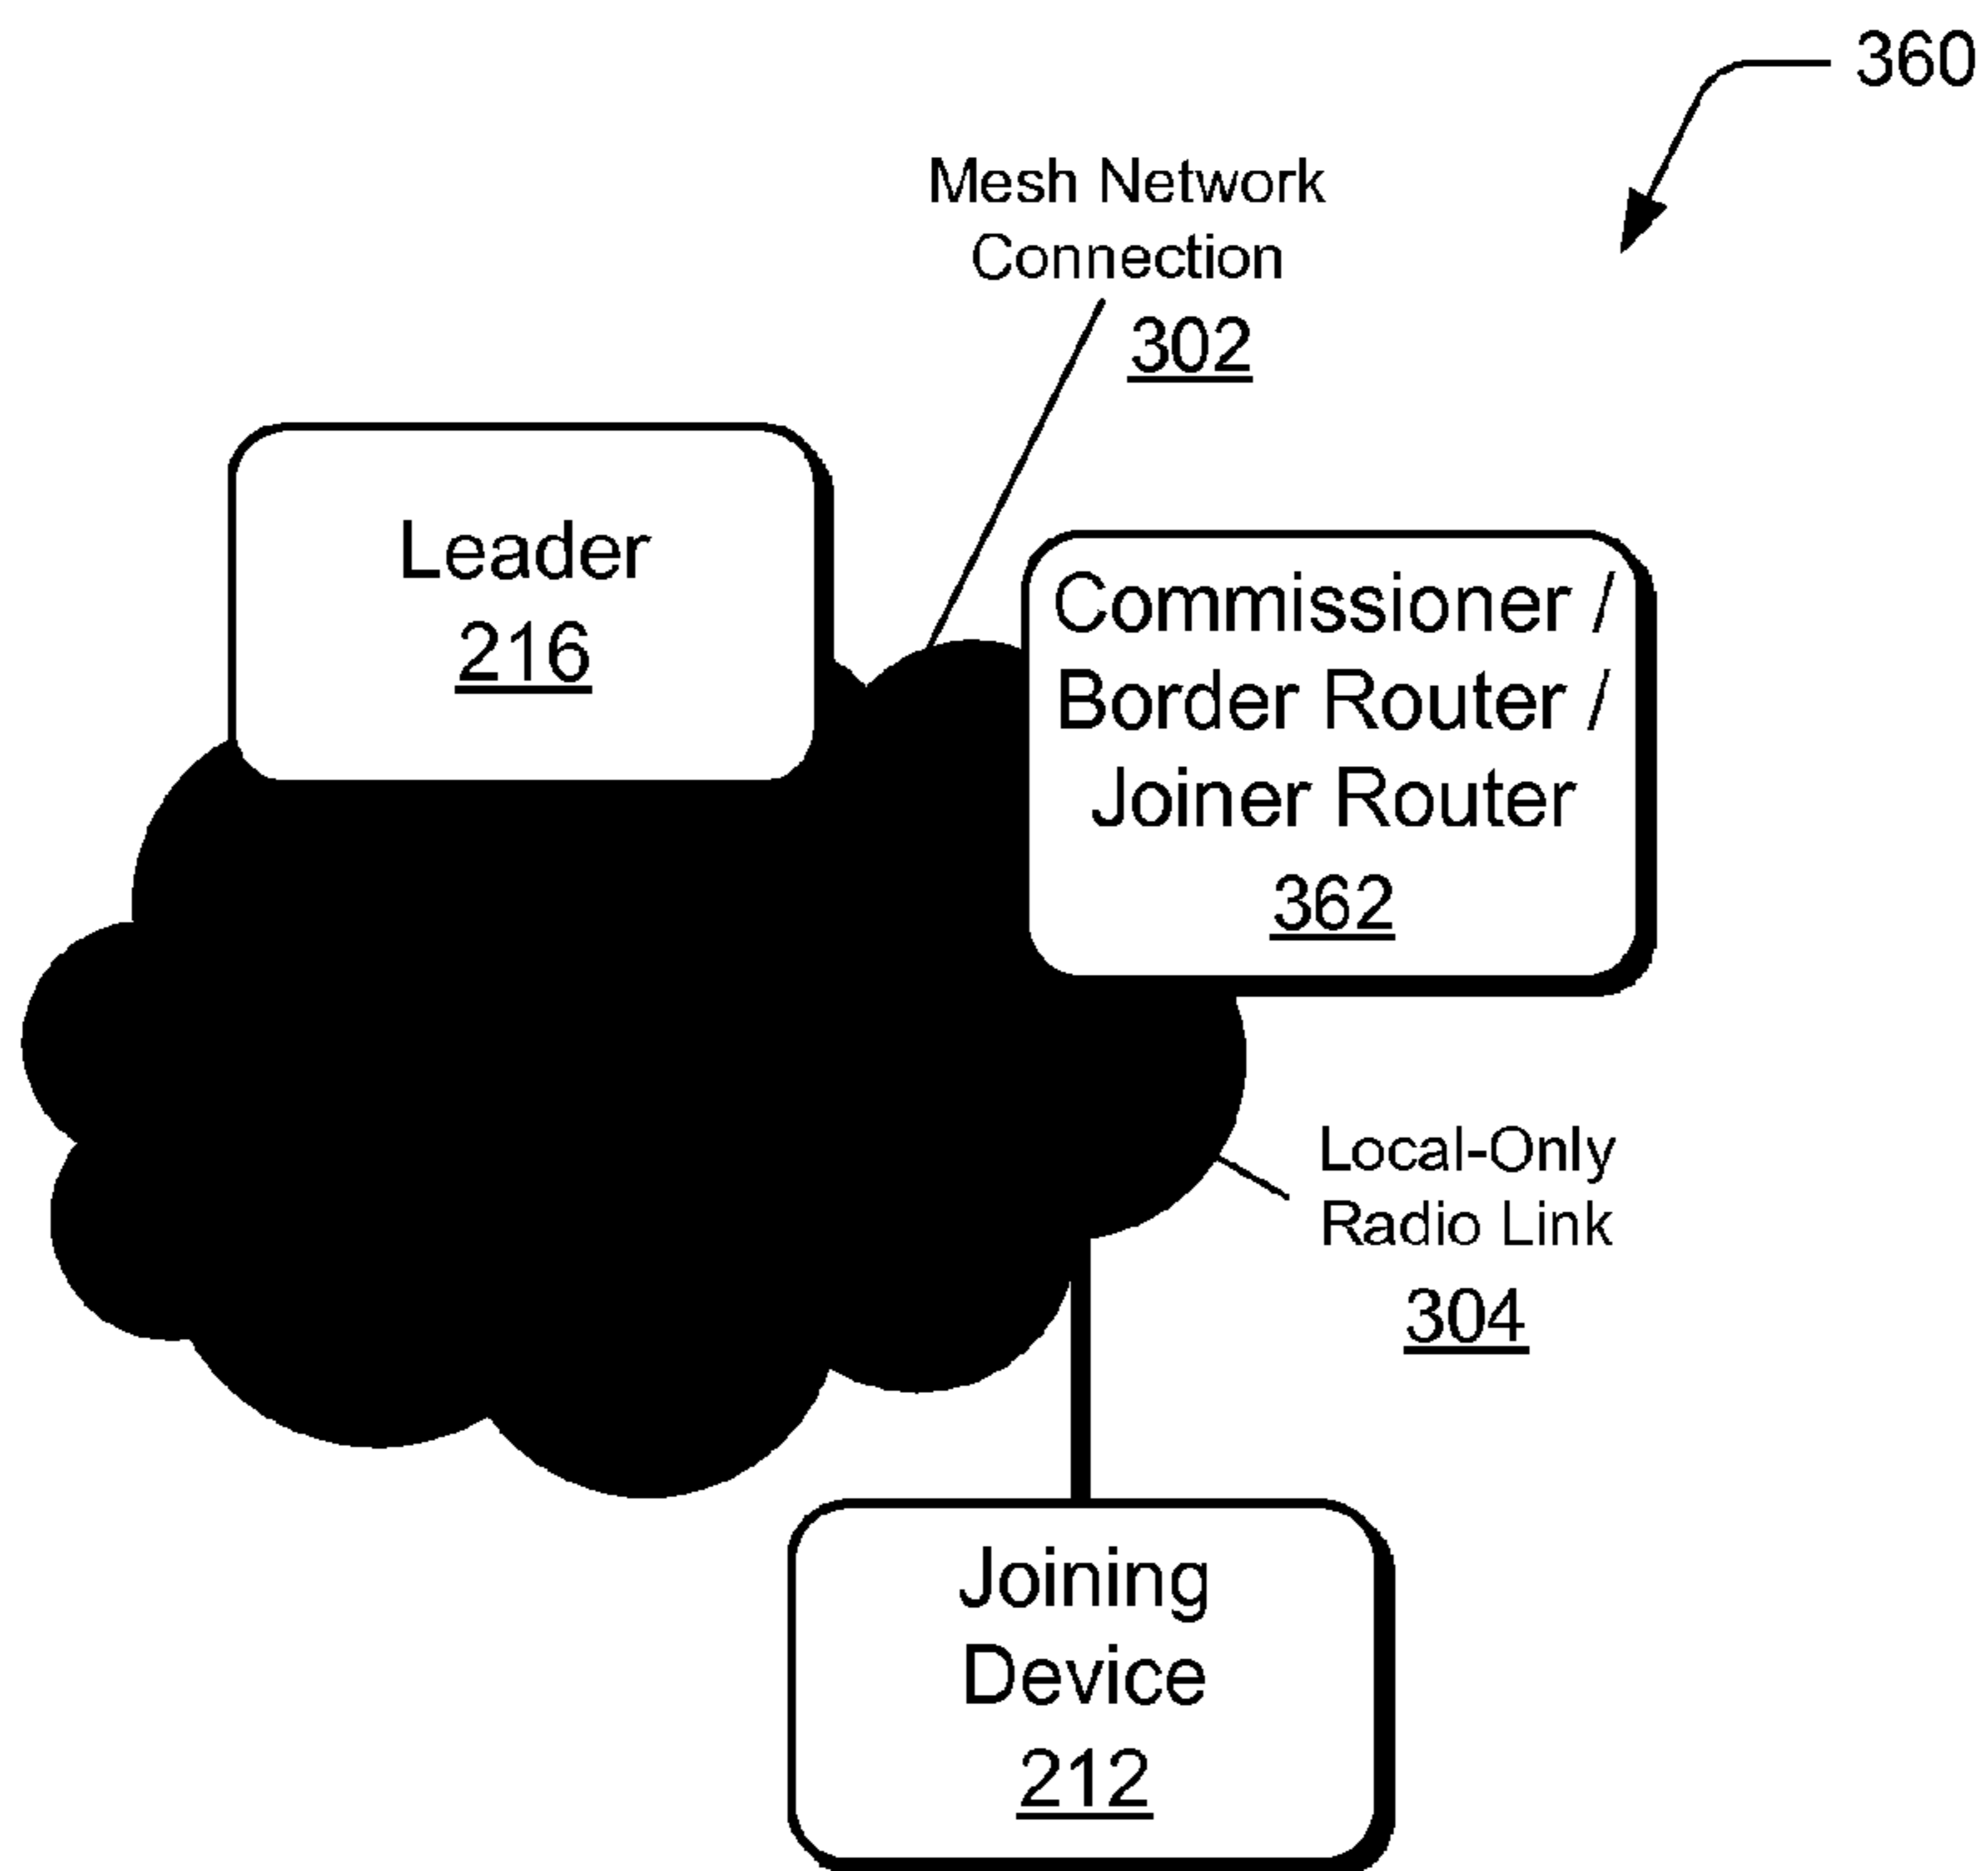 360
Mesh Network
Connection
302
Leader
216
Commissioner /
Border Router /
Joiner Router
362
Local-Only
Radio Link
304
Joining
Device
212